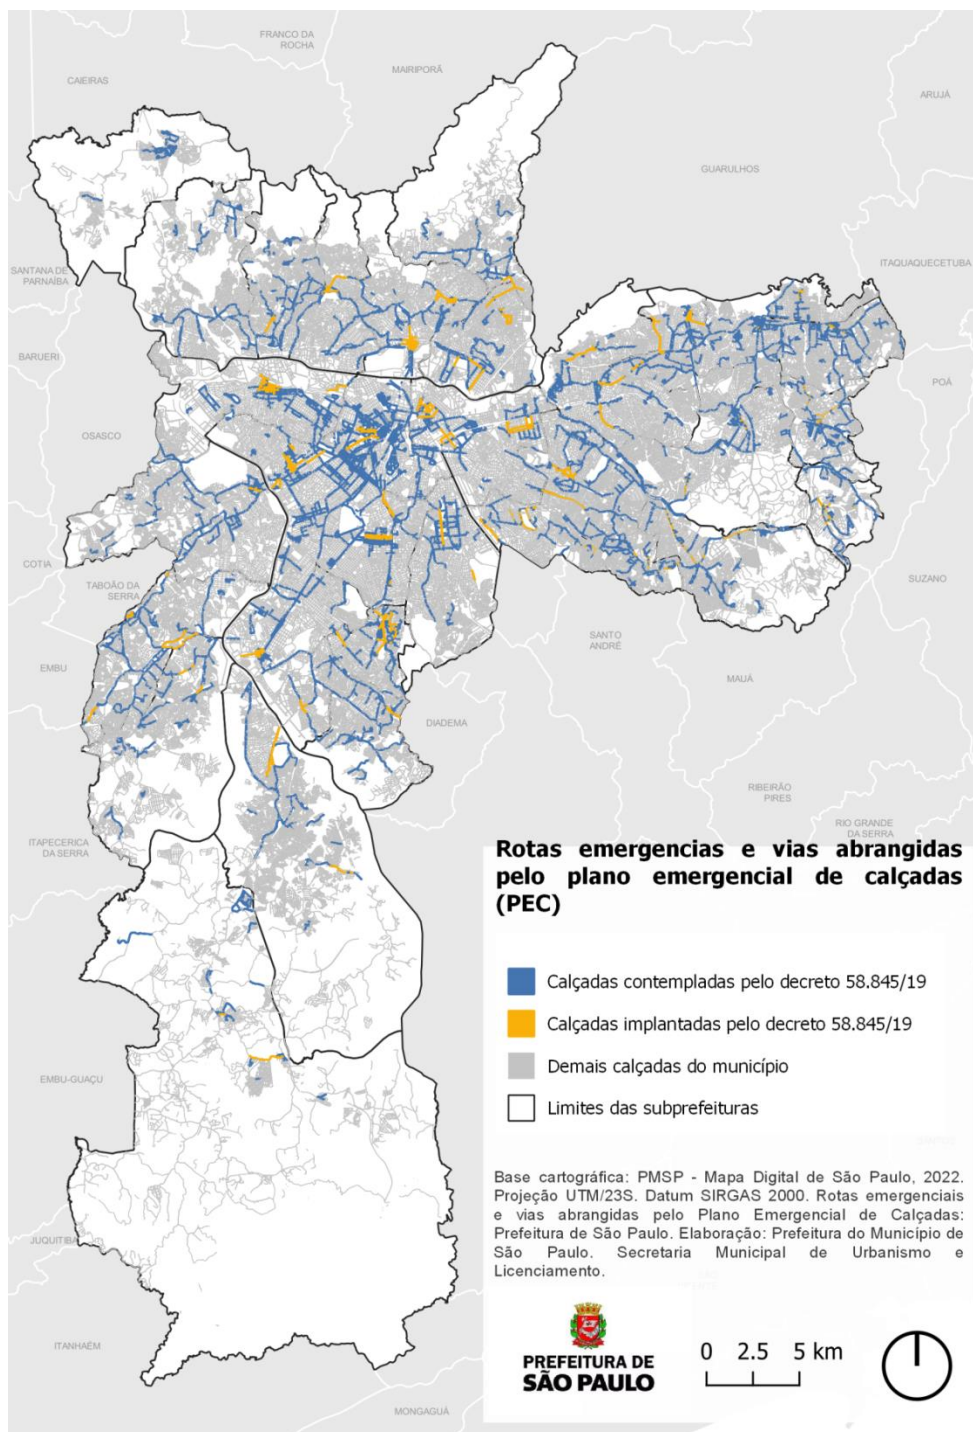 FRANCO DA
ROCHA
MAIRIPORÃ
CAIEIRAS
ARUJÁ
GUARULHOS
SANTANA DE
PARNAÍBA
ITAQUAQUECETUBA
BARUERI
POÁ
OSASCO
COTIA
TABOÃO DA
SERRA
SUZANO
SANTO
ANDRÉ
EMBU
MAUÁ
DIADEMA
RIBEIRÃO
PIRES
ITAPECERICA
DA SERRA
RIO GRANDE
DA SERRA
Rotas emergencias e vias abrangidas
pelo plano emergencial de calçadas
(PEC)
Calçadas contempladas pelo decreto 58.845/19
Calçadas implantadas pelo decreto 58.845/19
Demais calçadas do município
Limites das subprefeituras
EMBU-GUAÇU
Base cartográfica: PMSP - Mapa Digital de São Paulo, 2022.
Projeção UTM/23S. Datum SIRGAS 2000. Rotas emergenciais
e vias abrangidas pelo Plano Emergencial de Calçadas:
Prefeitura de São Paulo. Elaboração: Prefeitura do Município de
São Paulo. Secretaria Municipal de Urbanismo e
Licenciamento.
JUQUITIBA
ITANHAÉM
MONGAGUÁ
PREFEITURA DE
SÃO PAULO
0 2.5 5 km